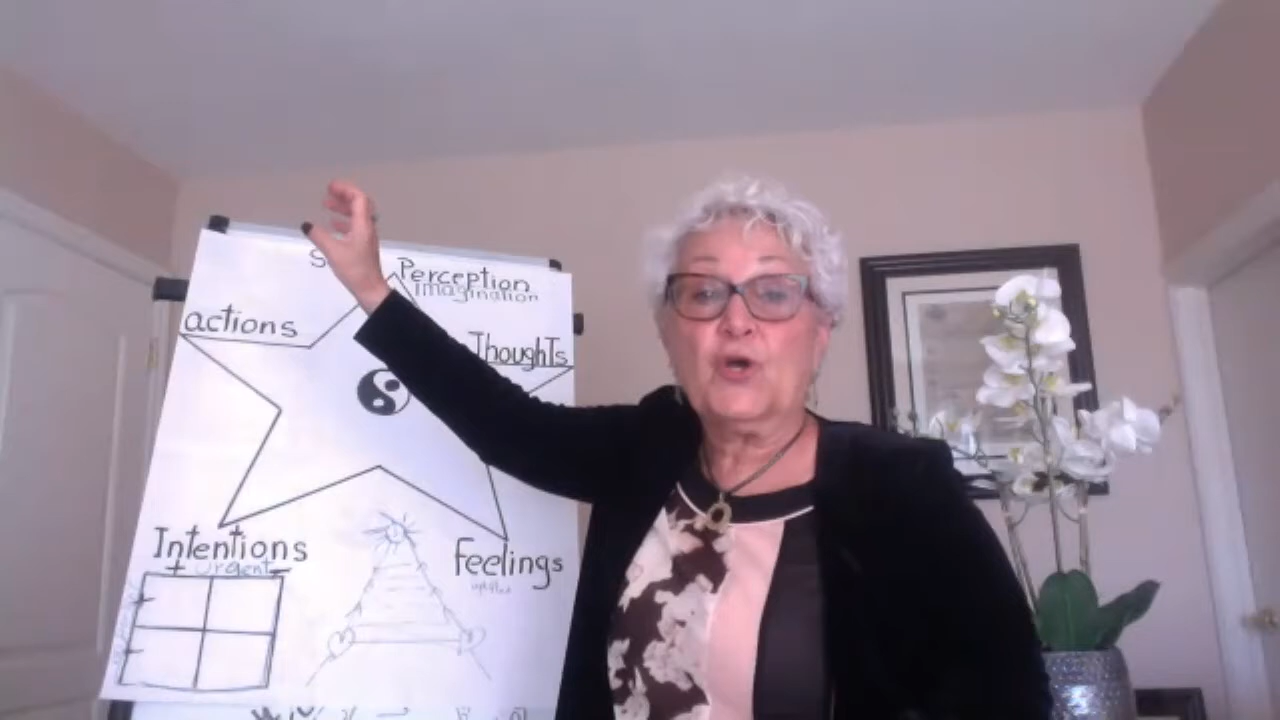 Perception
imagination
actions
Thoughts
Intentions
Feelings
+ urgent -